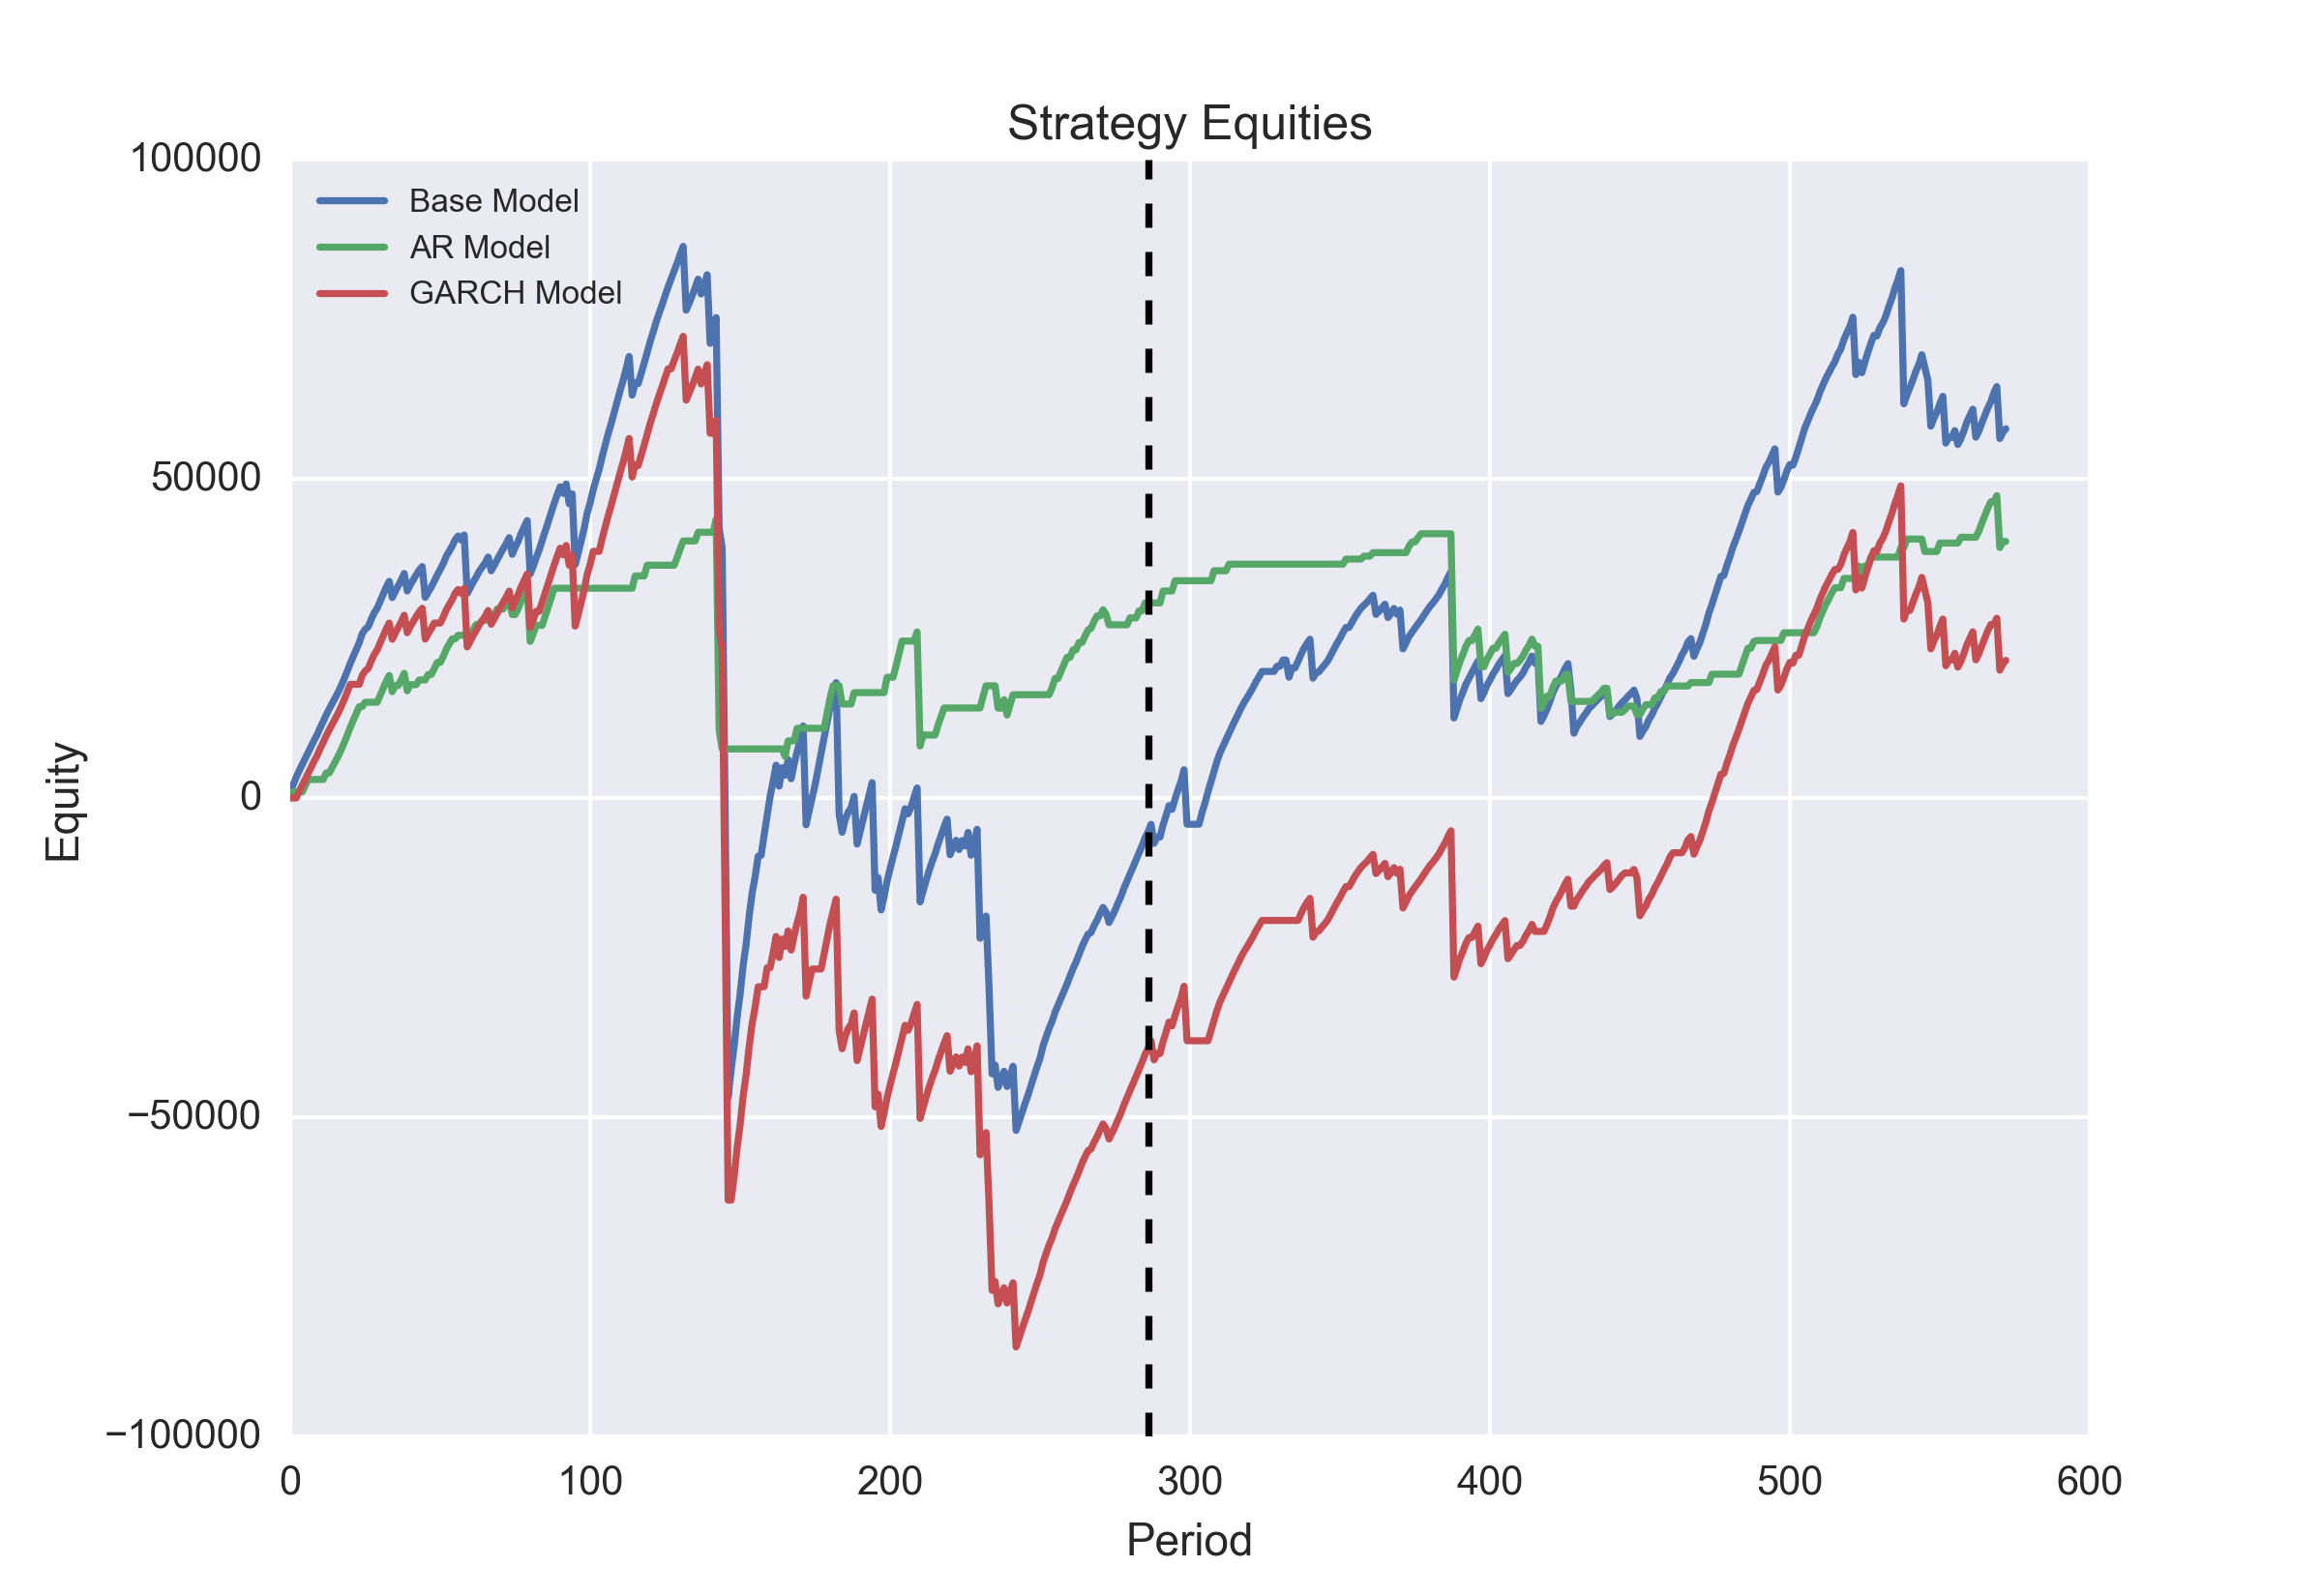 Strategy Equities
100000
50000
0
−50000
−100000
Equity
Base Model
AR Model
GARCH Model
0 100 200 300 400 500 600
Period